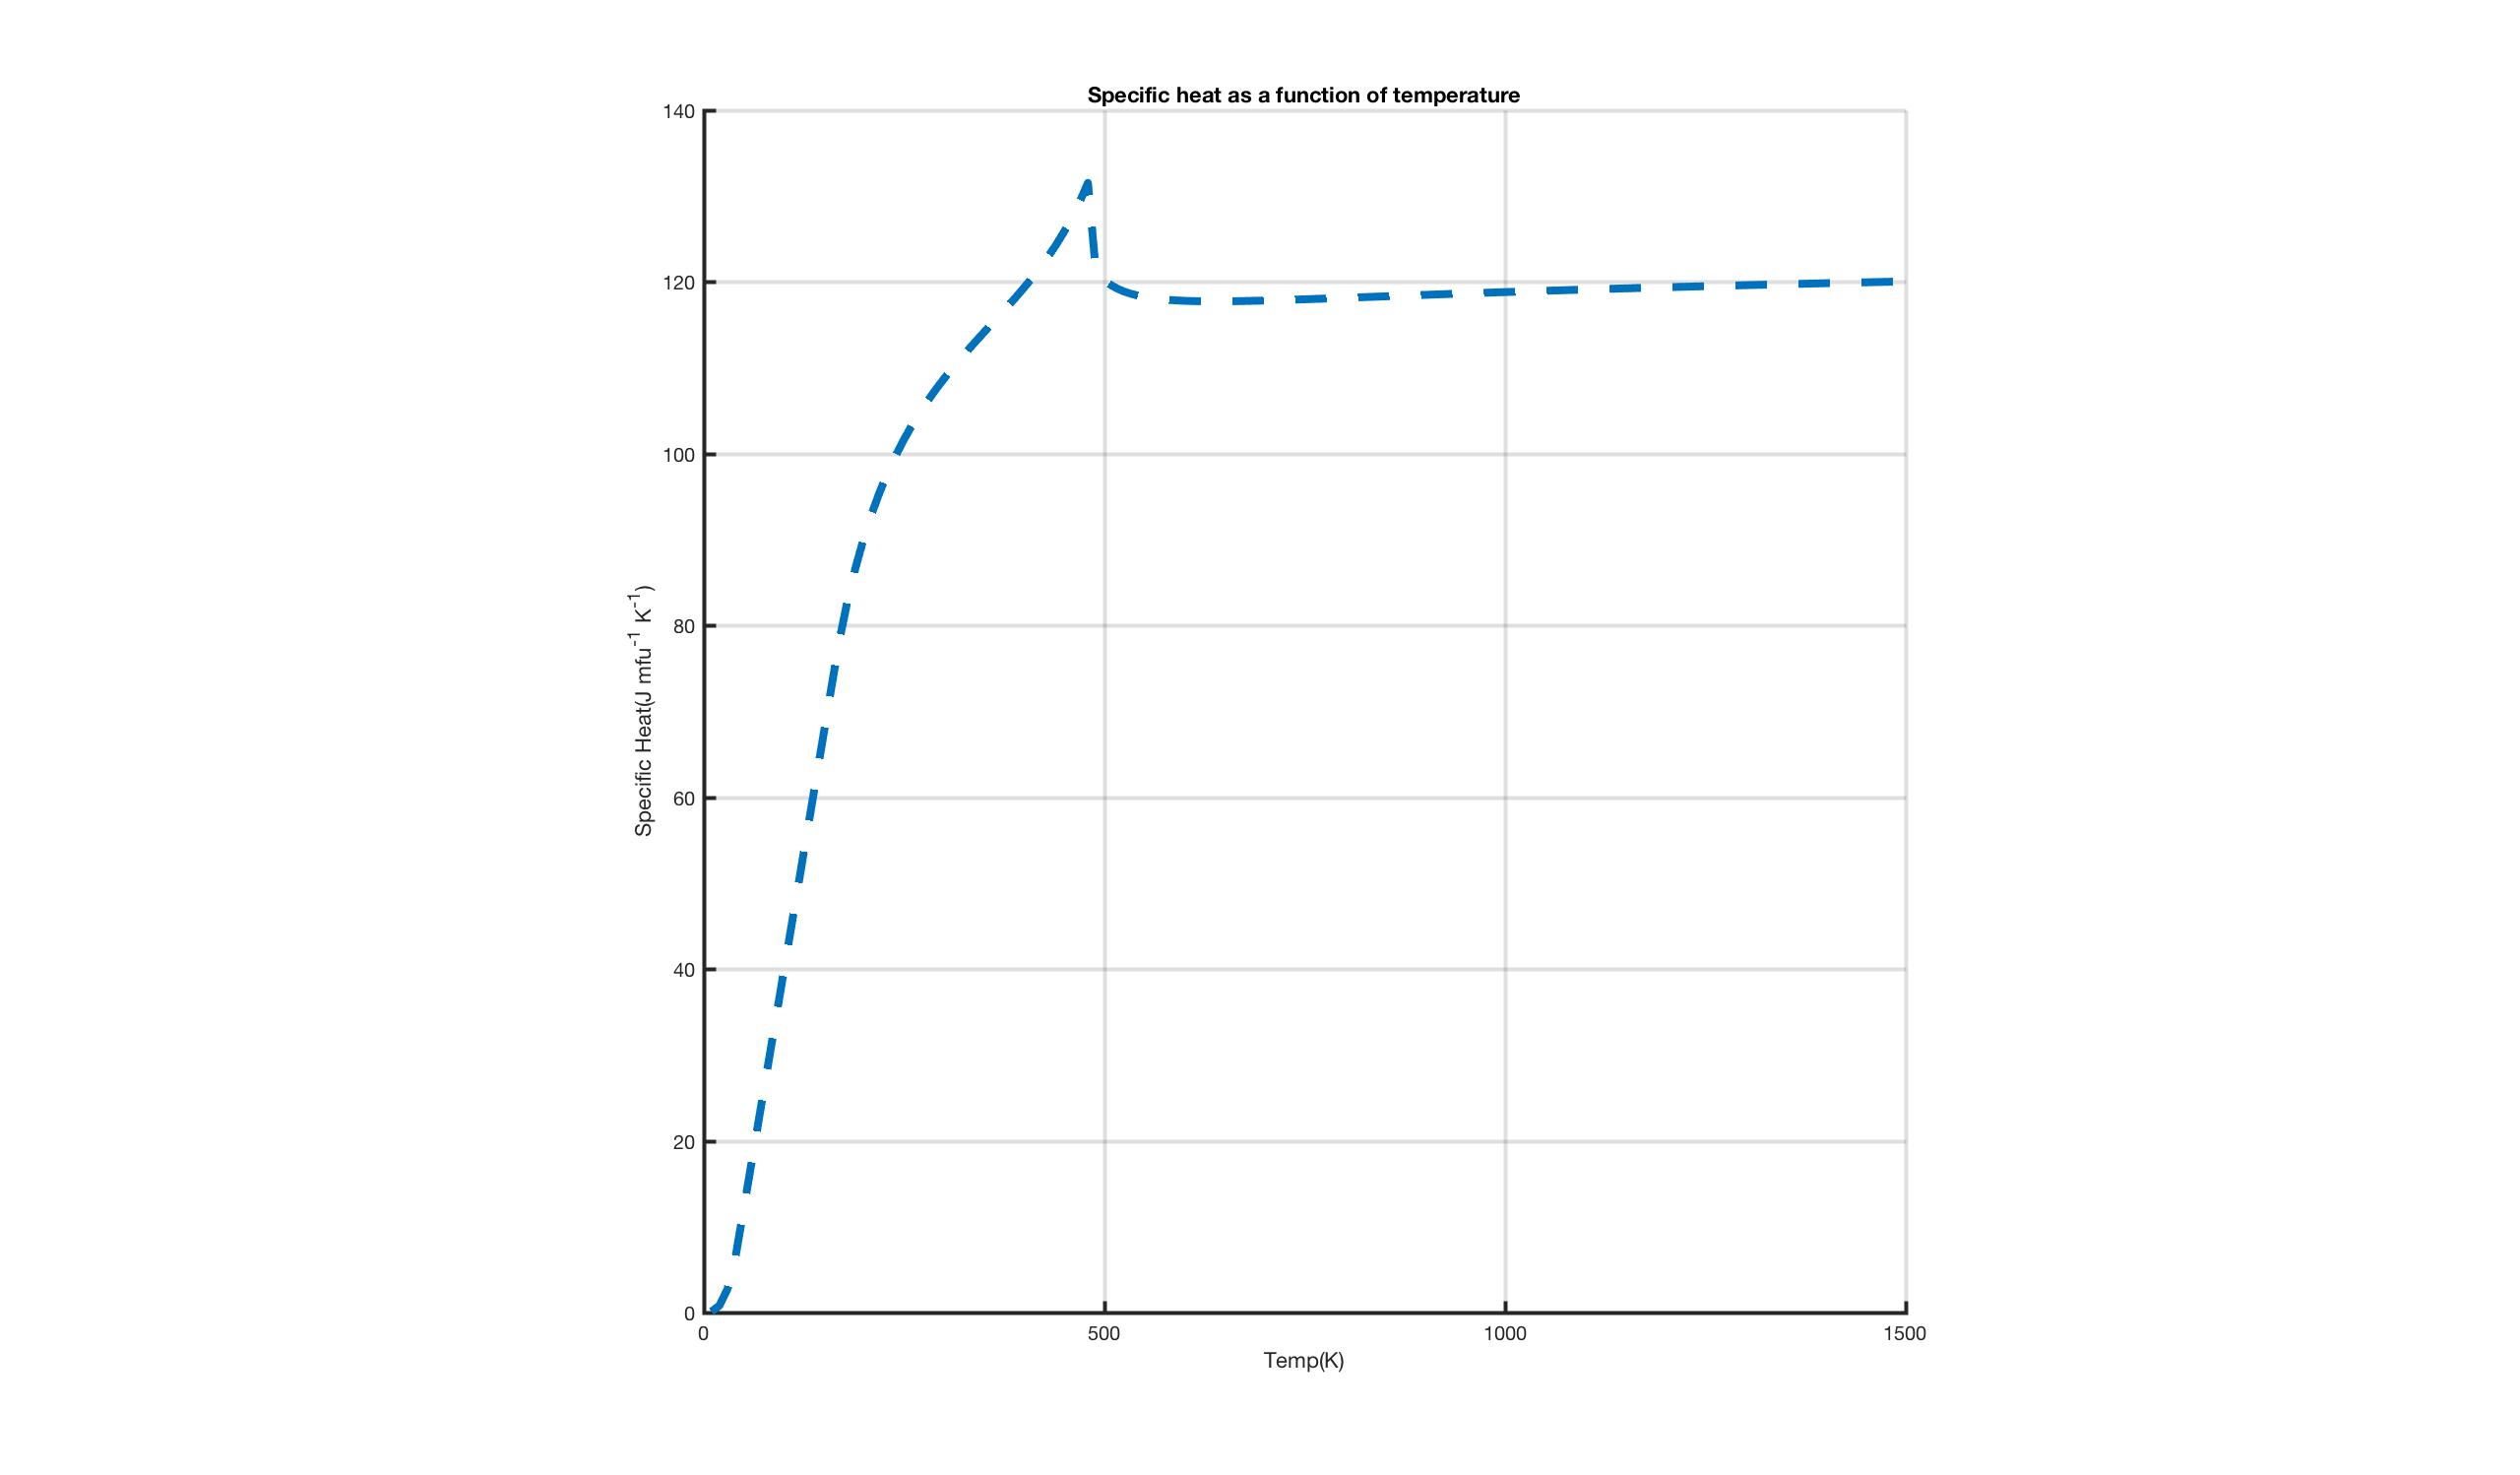 Specific heat as a function of temperature
140
120
100
80
60
40
20
0
Specific Heat(J mfu⁻¹ K⁻¹)
0 500 1000 1500
Temp(K)